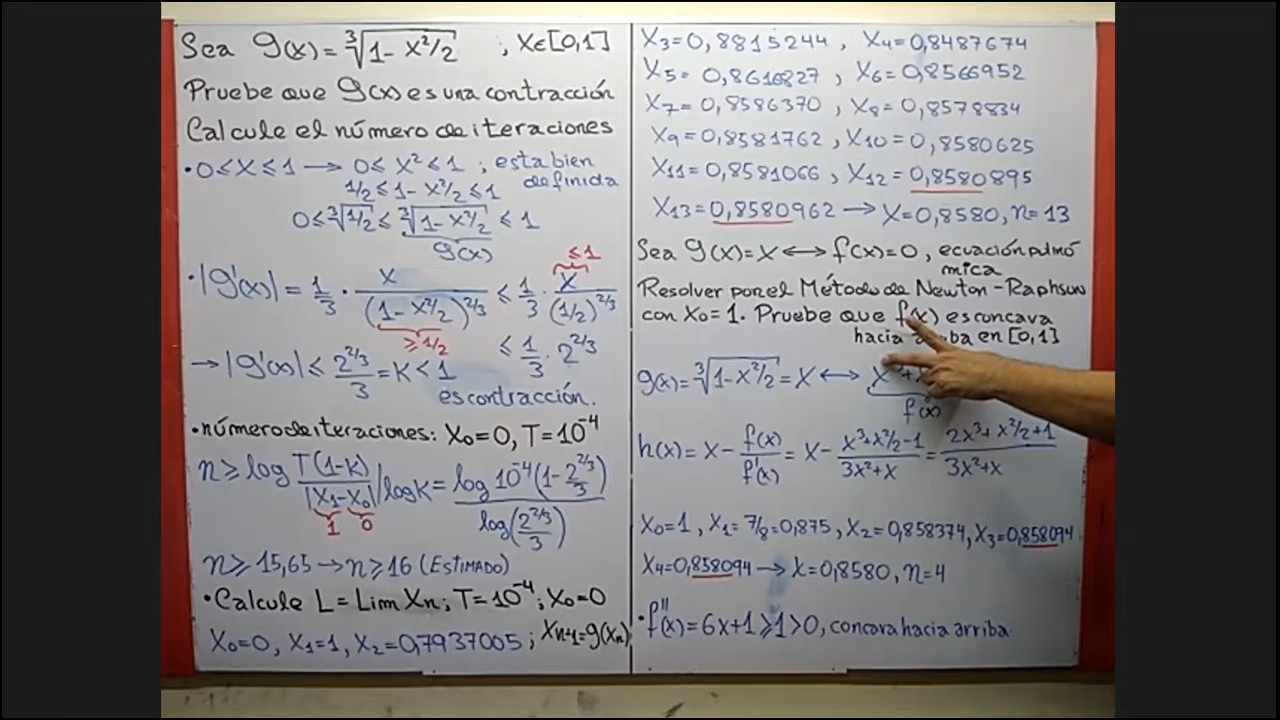 Sea g(x) = ∛(1 - x²/2) , x∈[0,1]
Pruebe que g(x) es una contracción
Calcule el número de iteraciones
• 0 ≤ x ≤ 1 → 0 ≤ x² ≤ 1 ; esta bien definida
1/2 ≤ 1 - x²/2 ≤ 1
0 ≤ ∛(1/2) ≤ ∛(1 - x²/2) ≤ 1
g(x)
• |g'(x)| = 1/3 · x/(1 - x²/2)^(2/3) ≤ 1/3 · x/(1/2)^(2/3)
≤ 1
≥ 1/2
≤ 1/3 · 2^(2/3)
→ |g'(x)| ≤ 2^(2/3)/3 = K < 1
es contracción.
• número de iteraciones: x₀=0, T=10⁻⁴
n ≥ log T(1-K)/|x₁-x₀| / log K = log 10⁻⁴(1 - 2^(2/3)/3) / log(2^(2/3)/3)
1 0
n ≥ 15,65 → n ≥ 16 (ESTIMADO)
• Calcule L = Lim xn ; T = 10⁻⁴ ; x₀=0
x₀=0, x₁=1, x₂=0,7937005 ; xn+1=g(xn)
x₃=0,8815244 , x₄=0,8487674
x₅=0,8616827 , x₆=0,8566952
x₇=0,8586370 , x₈=0,8578834
x₉=0,8581762 , x₁₀=0,8580625
x₁₁=0,8581066 , x₁₂=0,8580895
x₁₃=0,8580962 → x=0,8580, n=13
Sea g(x)=x ↔ f(x)=0, ecuación pulnó
mica
Resolver por el Método de Newton-Raphson
con x₀=1. Pruebe que f(x) es concava
hacia en [0,1]
g(x) = ∛(1 - x²/2) = x ↔
f(x)
h(x) = x - f(x)/f'(x) = x - (x³+x²/2-1)/(3x²+x) = (2x³+x²/2+1)/(3x²+x)
x₀=1, x₁=7/8=0,875, x₂=0,858374, x₃=0,858094
x₄=0,858094 → x=0,8580, n=4
• f''(x) = 6x+1 ≥ 1 > 0, concava hacia arriba